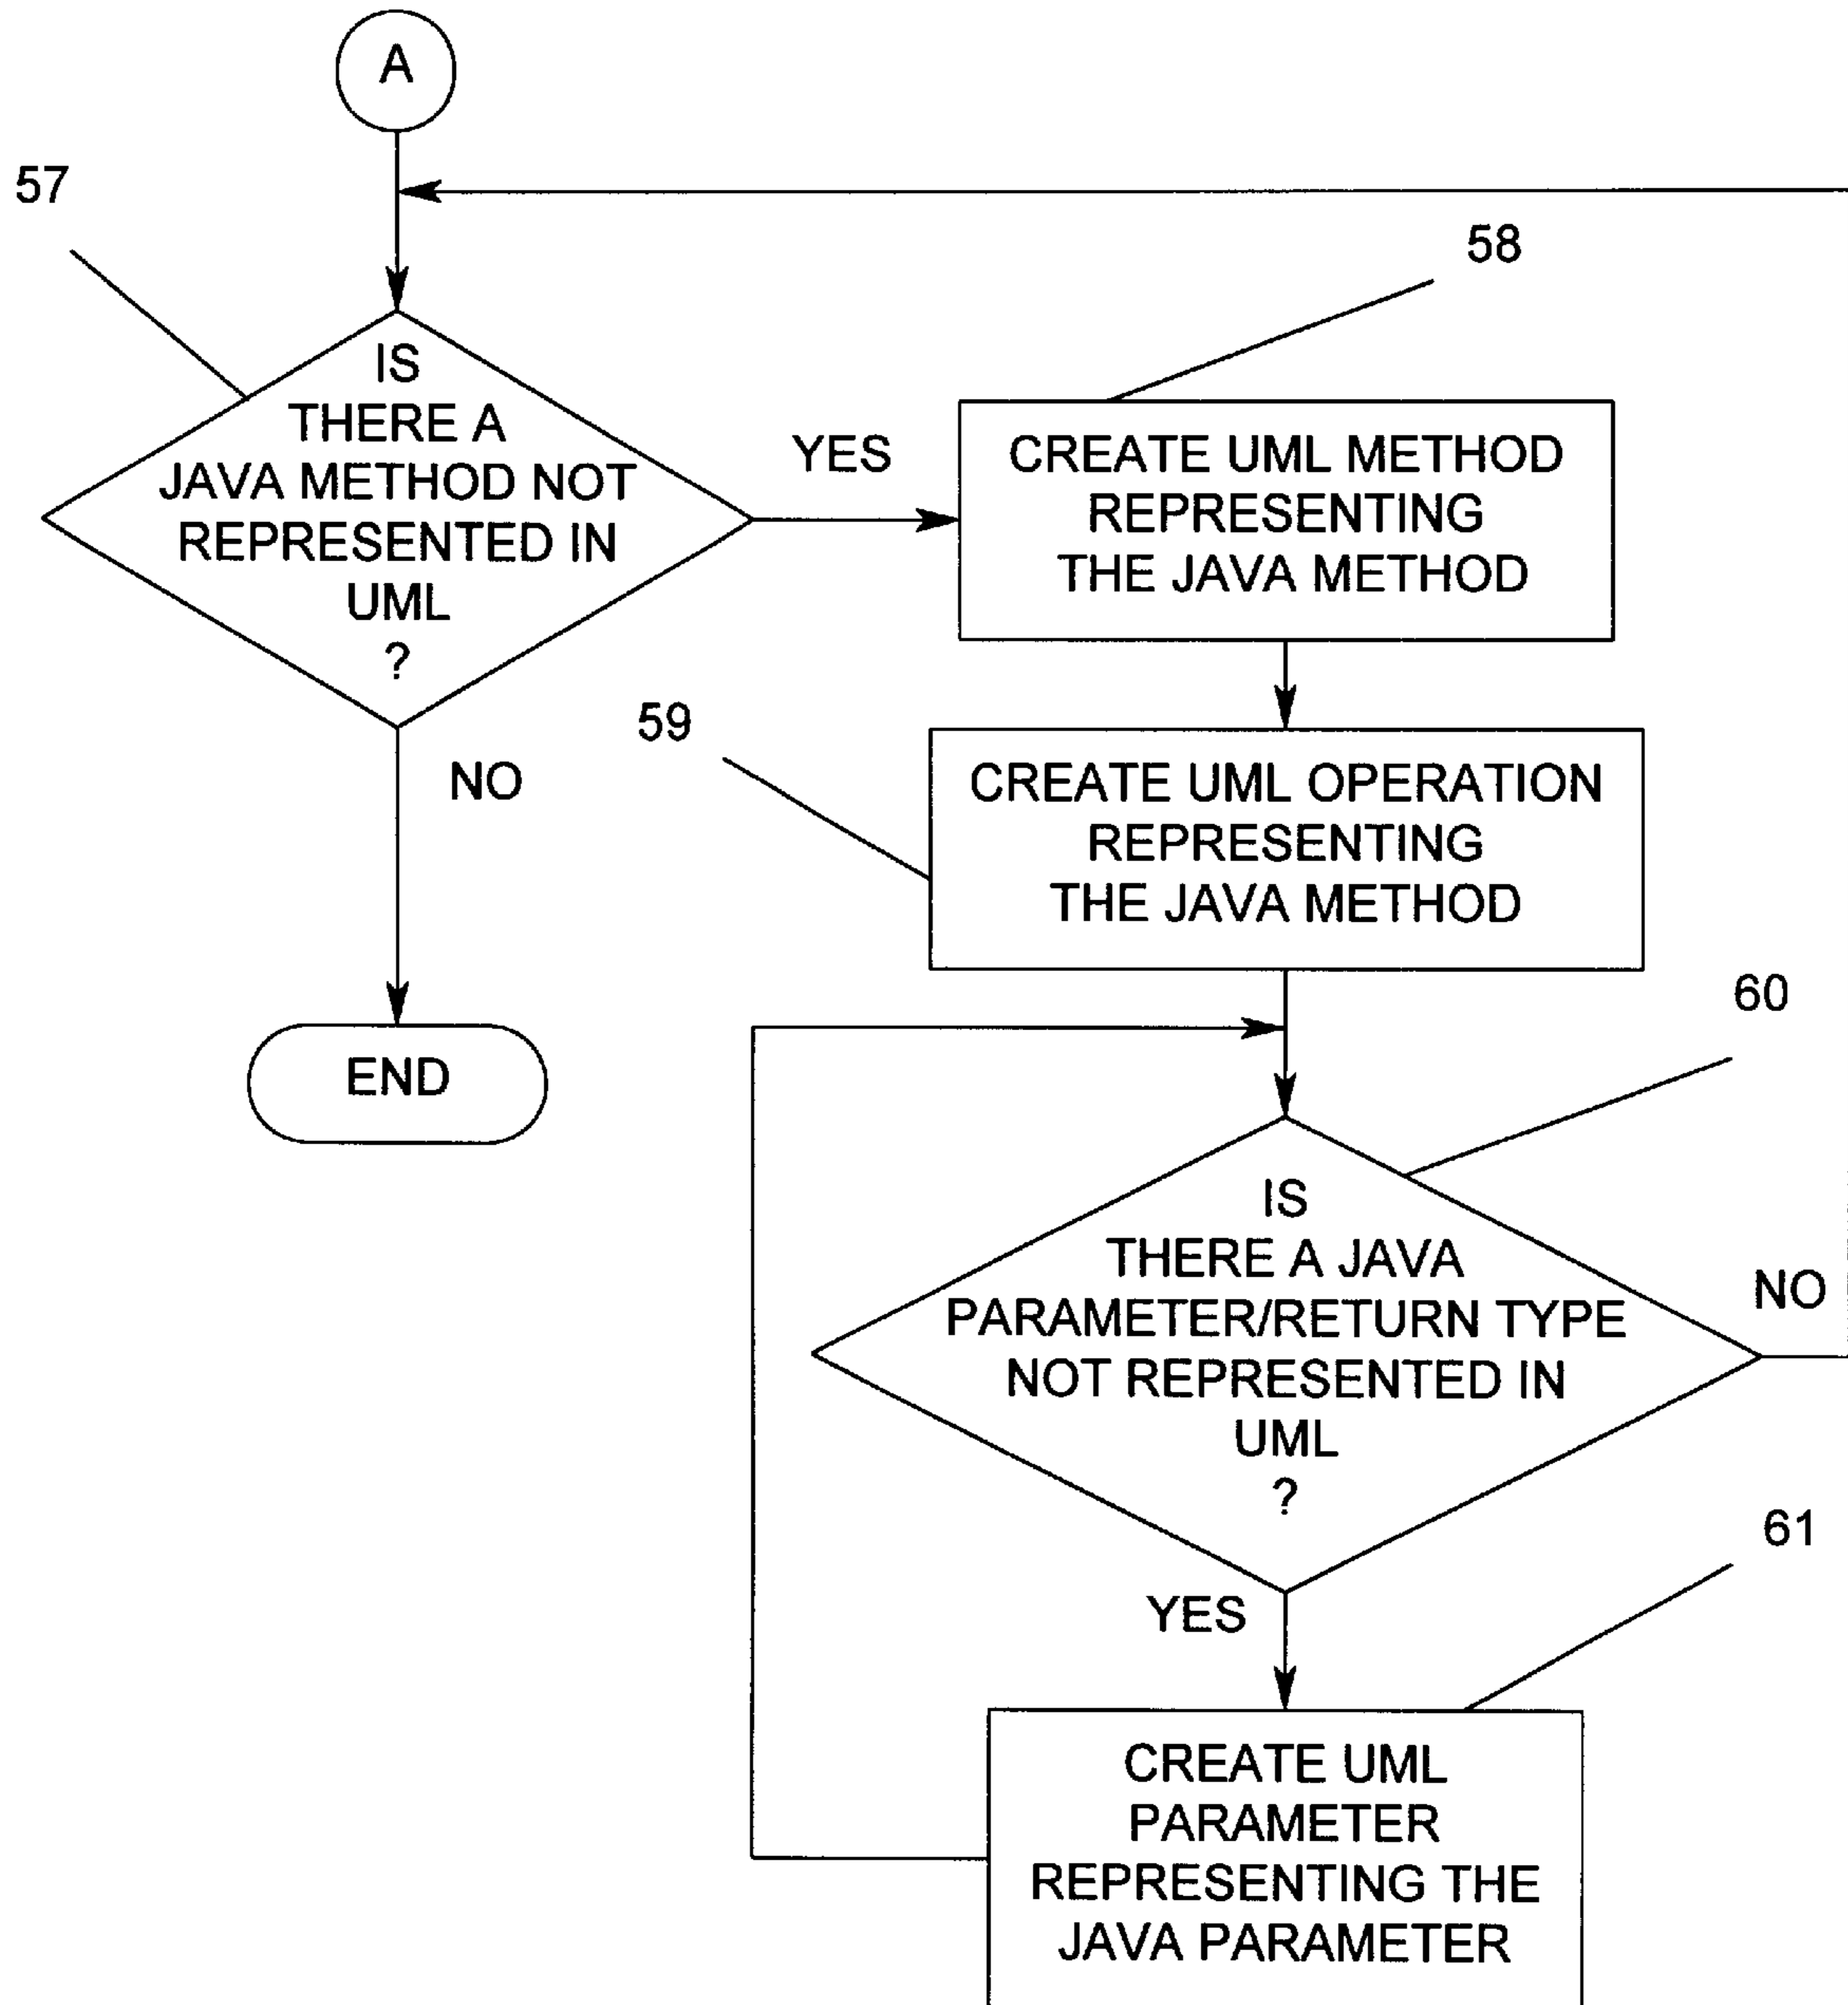 A
57
58
IS
THERE A
JAVA METHOD NOT
REPRESENTED IN
UML
?
YES
CREATE UML METHOD
REPRESENTING
THE JAVA METHOD
59
NO
CREATE UML OPERATION
REPRESENTING
THE JAVA METHOD
END
60
IS
THERE A JAVA
PARAMETER/RETURN TYPE
NOT REPRESENTED IN
UML
?
NO
YES
61
CREATE UML
PARAMETER
REPRESENTING THE
JAVA PARAMETER